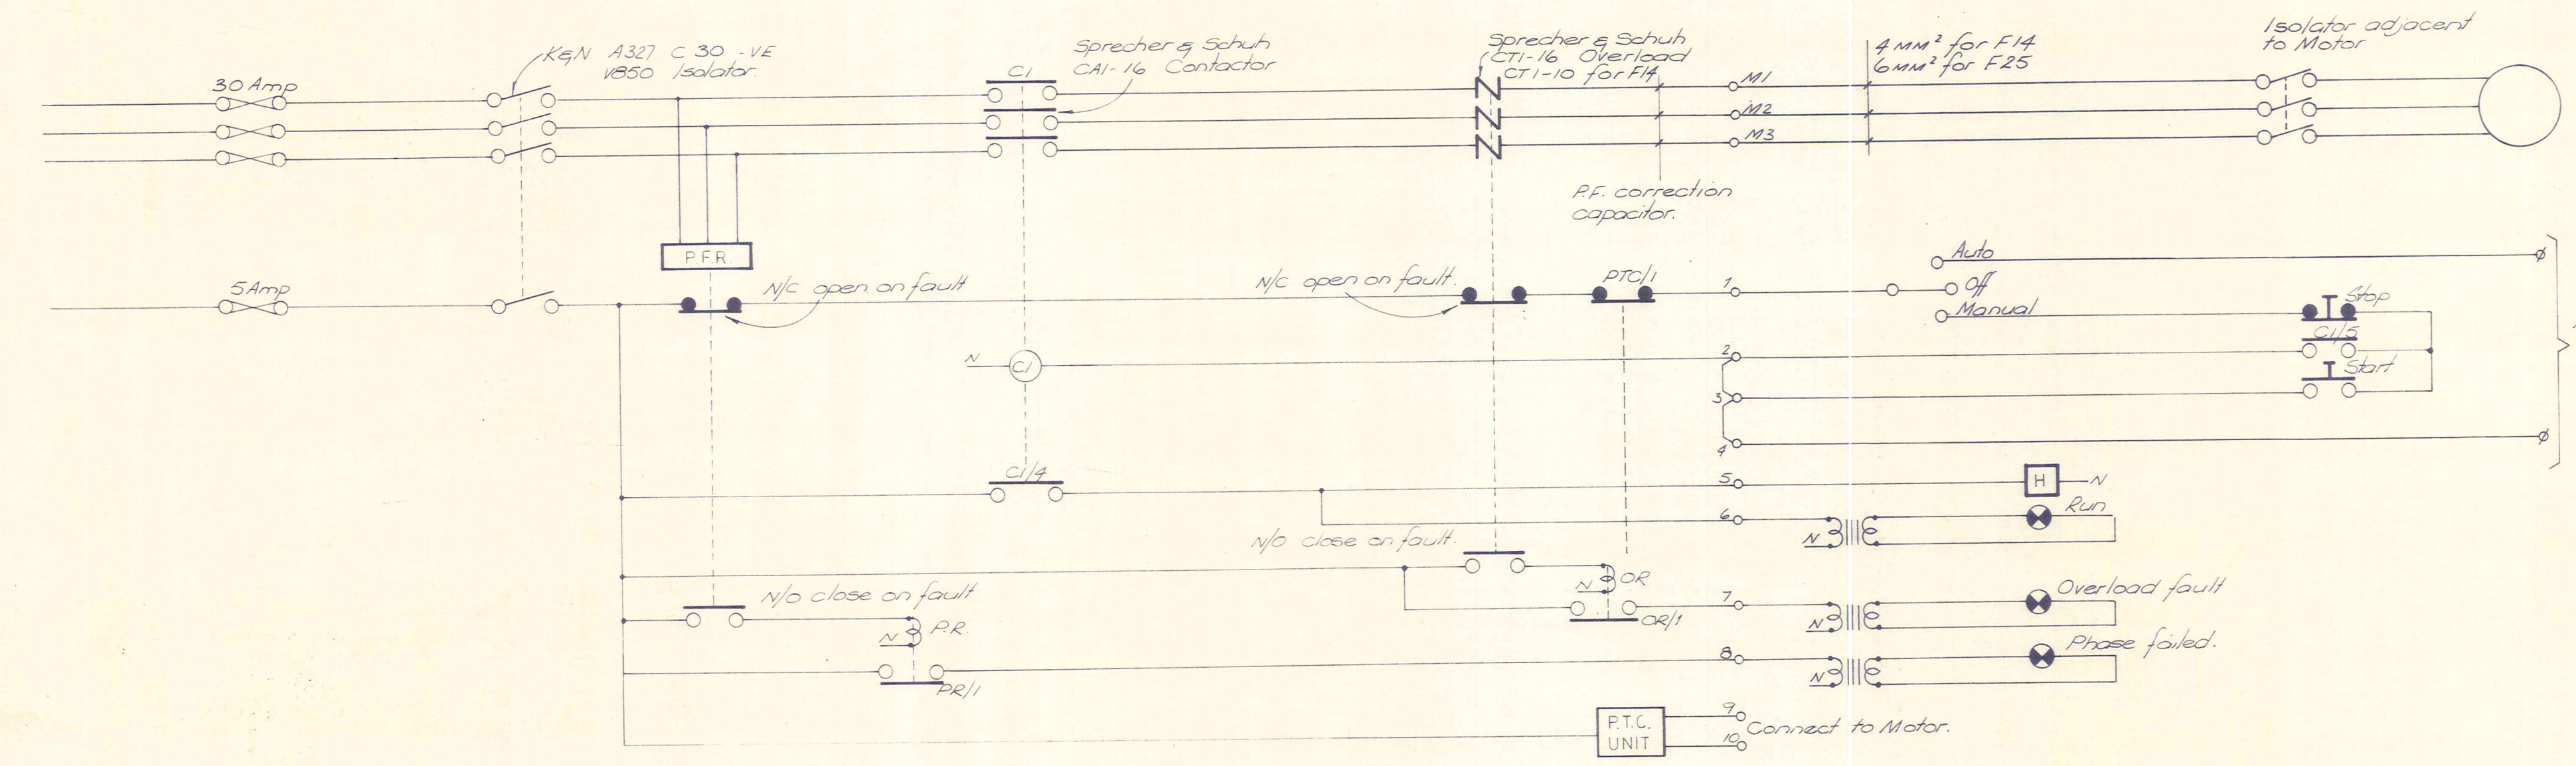 K&N A327 C 30 -VE
VB50 Isolator.
Sprecher & Schuh
CA1-16 Contactor
Sprecher & Schuh
CT1-16 Overload
CT1-10 for F14
4 MM² for F14
6MM² for F25
Isolator adjacent
to Motor
30 Amp
C1
M1
M2
M3
P.F. correction
capacitor.
P.F.R.
5 Amp
N/C open on fault
N/C open on fault.
PTC/1
1
Auto
Off
Manual
Stop
C1/5
Start
N
C1
2
3
4
C1/4
5
H
N
6
N
Run
N/O close on fault.
N
OR
OR/1
7
N
Overload fault
N/O close on fault
N
P.R.
PR/1
8
N
Phase failed.
P.T.C.
UNIT
9
10
Connect to Motor.